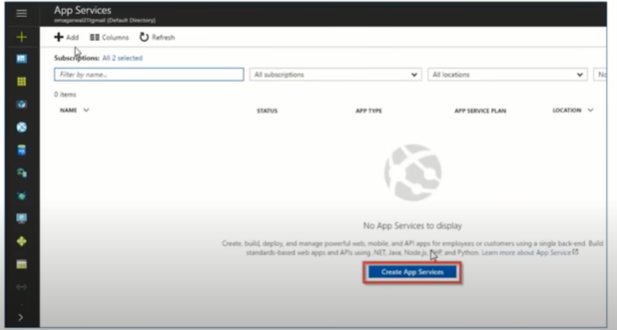 App Services
omagarwal21gmail (Default Directory)
Add Columns Refresh
Subscriptions: All 2 selected
Filter by name... All subscriptions All locations No
0 items
NAME STATUS APP TYPE APP SERVICE PLAN LOCATION
No App Services to display
Create, build, deploy, and manage powerful web, mobile, and API apps for employees or customers using a single back-end. Build
standards-based web apps and APIs using .NET, Java, Node.js, PHP, and Python. Learn more about App Service
Create App Services